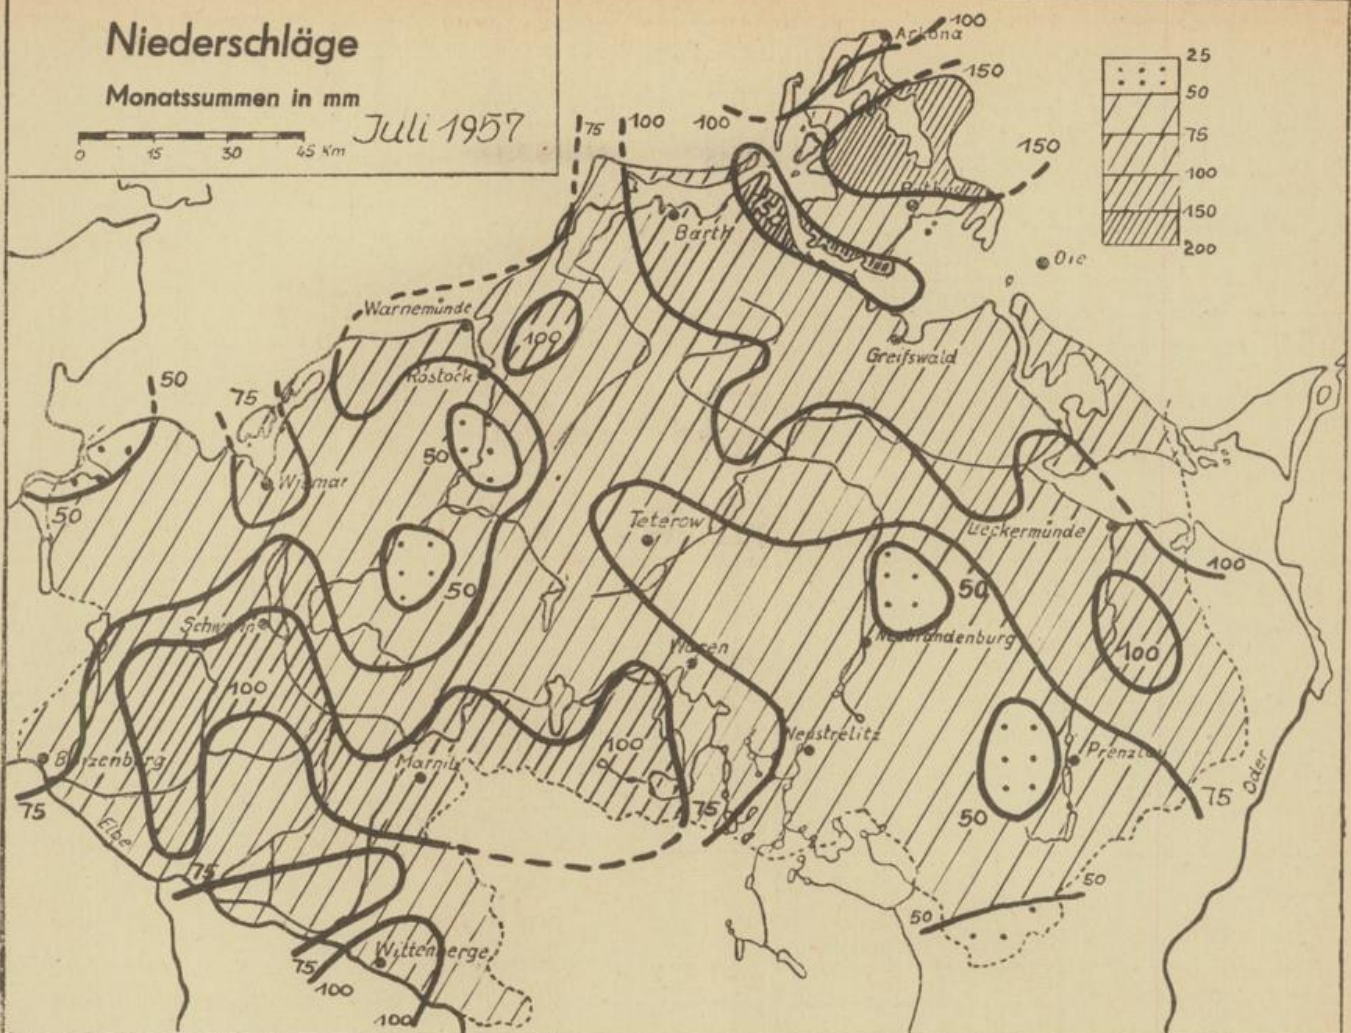 Niederschläge
Monatssummen in mm
Juli 1957
0 15 30 45 Km
25
50
75
100
150
200
100
Arkona
150
75
100
100
150
Barth
Oie
Warnemünde
100
Greifswald
Rostock
50
75
50
Wismar
50
Teterow
Ueckermünde
100
50
50
Schwerin
Neubrandenburg
Waren
100
100
100
Neustrelitz
Boizenburg
Marnitz
Prenzlau
75
75
75
Oder
50
Elbe
75
50
50
Wittenberge
75
100
100